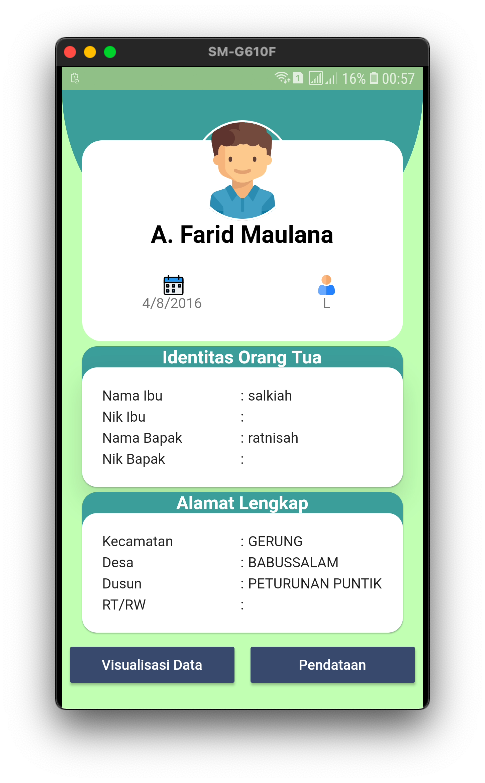 SM-G610F
1 16% 00:57
A. Farid Maulana
4/8/2016 L
Identitas Orang Tua
Nama Ibu : salkiah
Nik Ibu :
Nama Bapak : ratnisah
Nik Bapak :
Alamat Lengkap
Kecamatan : GERUNG
Desa : BABUSSALAM
Dusun : PETURUNAN PUNTIK
RT/RW :
Visualisasi Data Pendataan